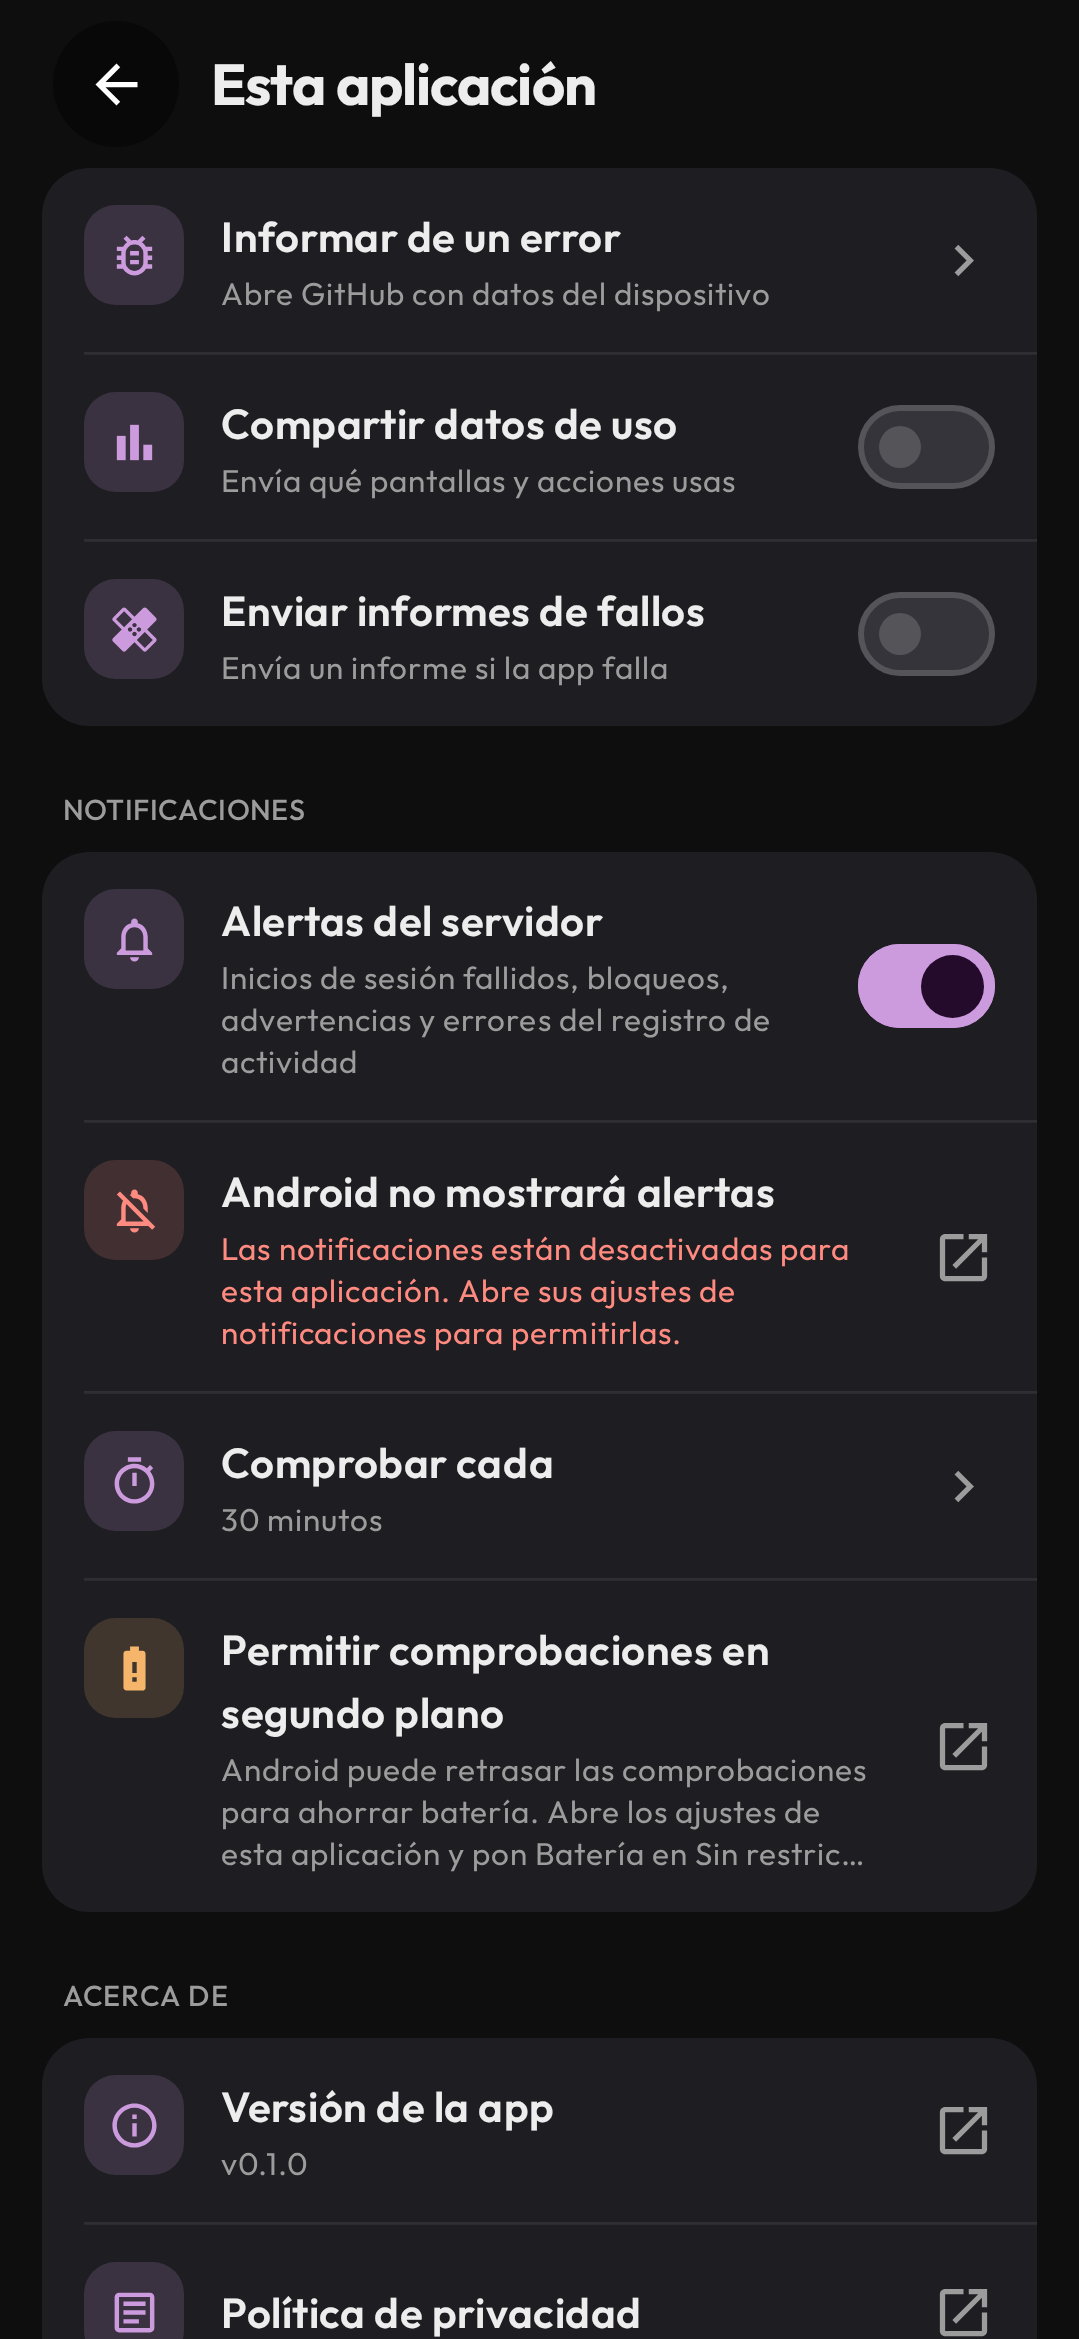 Esta aplicación
Informar de un error
Abre GitHub con datos del dispositivo
Compartir datos de uso
Envía qué pantallas y acciones usas
Enviar informes de fallos
Envía un informe si la app falla
NOTIFICACIONES
Alertas del servidor
Inicios de sesión fallidos, bloqueos,
advertencias y errores del registro de
actividad
Android no mostrará alertas
Las notificaciones están desactivadas para
esta aplicación. Abre sus ajustes de
notificaciones para permitirlas.
Comprobar cada
30 minutos
Permitir comprobaciones en
segundo plano
Android puede retrasar las comprobaciones
para ahorrar batería. Abre los ajustes de
esta aplicación y pon Batería en Sin restric…
ACERCA DE
Versión de la app
v0.1.0
Política de privacidad